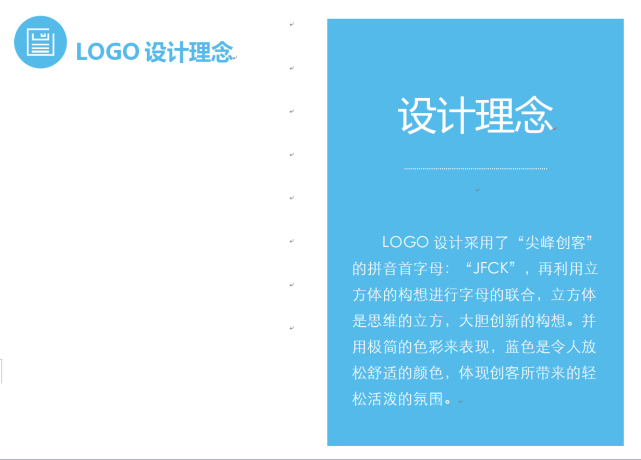 LOGO 设计理念
设计理念
LOGO 设计采用了“尖峰创客”
的拼音首字母：“JFCK”，再利用立
方体的构想进行字母的联合，立方体
是思维的立方，大胆创新的构想。并
用极简的色彩来表现，蓝色是令人放
松舒适的颜色，体现创客所带来的轻
松活泼的氛围。